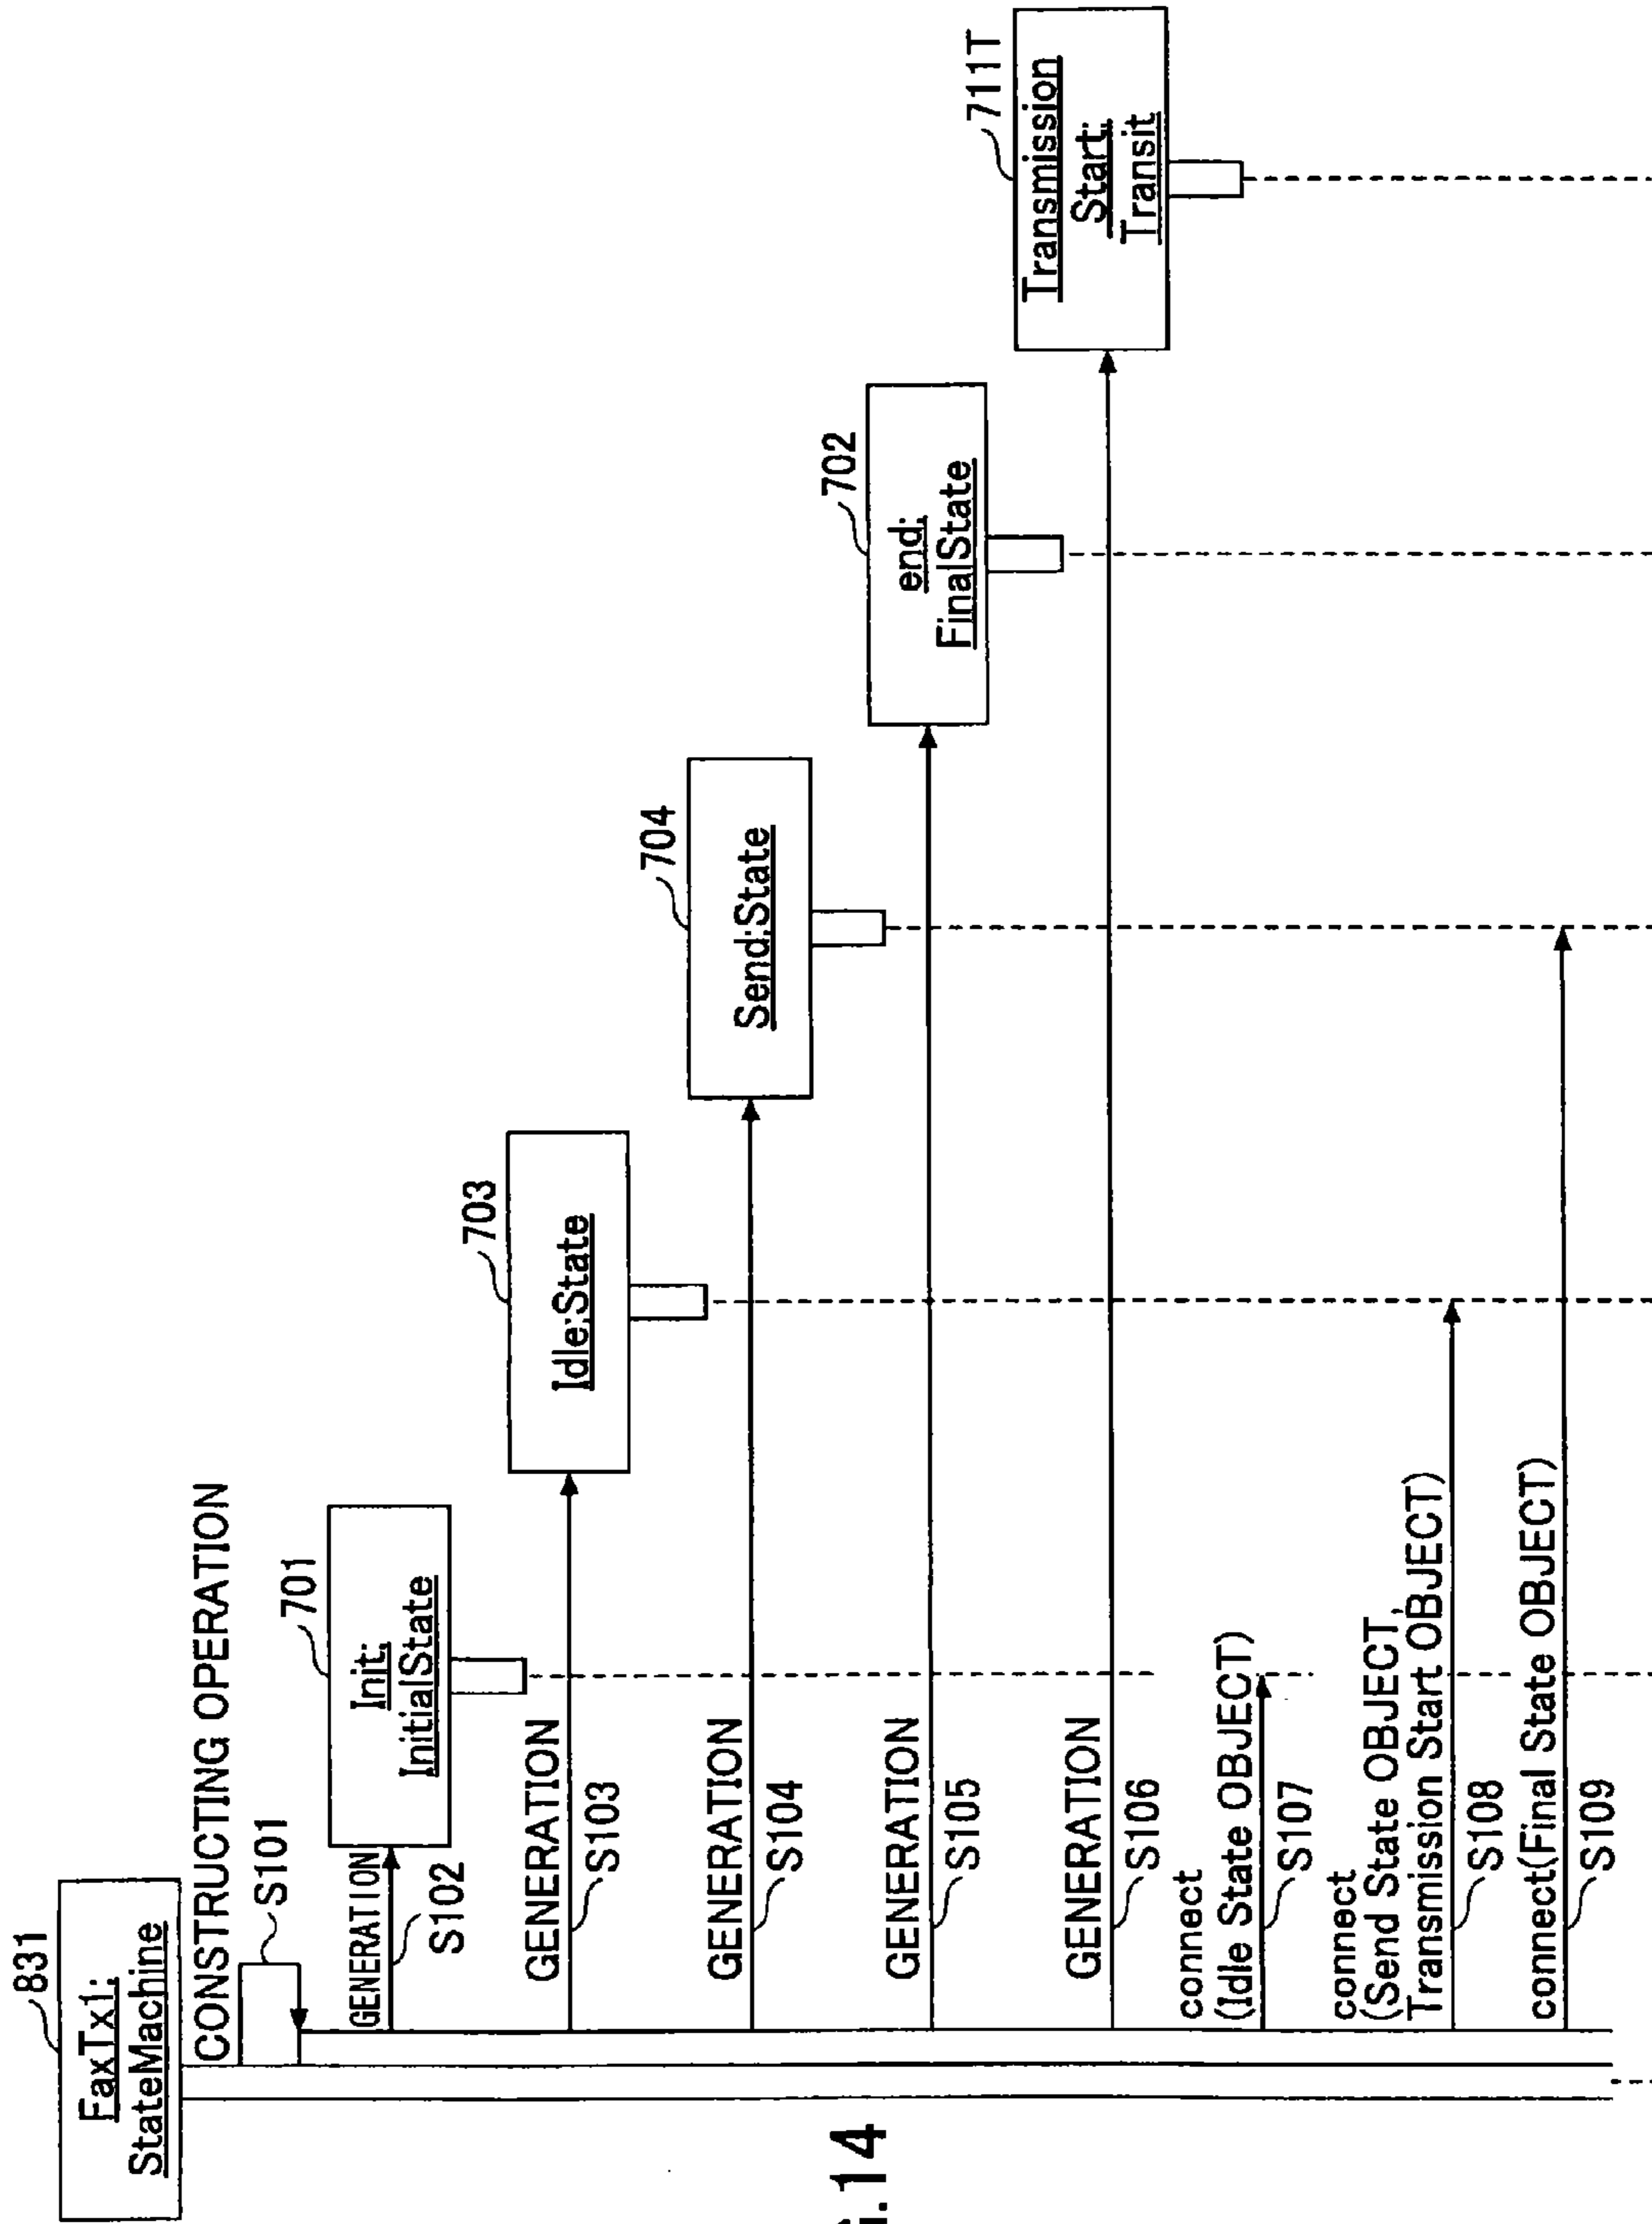 831
FaxTx1:
StateMachine
CONSTRUCTING OPERATION
S101
701
Init:
InitialState
GENERATION
S102
703
Idle:State
GENERATION
S103
704
Send:State
GENERATION
S104
702
end:
FinalState
GENERATION
S105
711T
Transmission
Start:
Transit
GENERATION
S106
connect
(Idle State OBJECT)
S107
connect
(Send State OBJECT,
Transmission Start OBJECT)
S108
connect(Final State OBJECT)
S109
.14